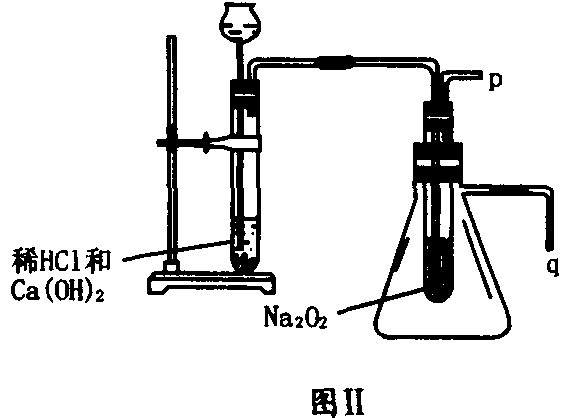 p
稀HCl和
Ca(OH)₂
q
Na₂O₂
图II